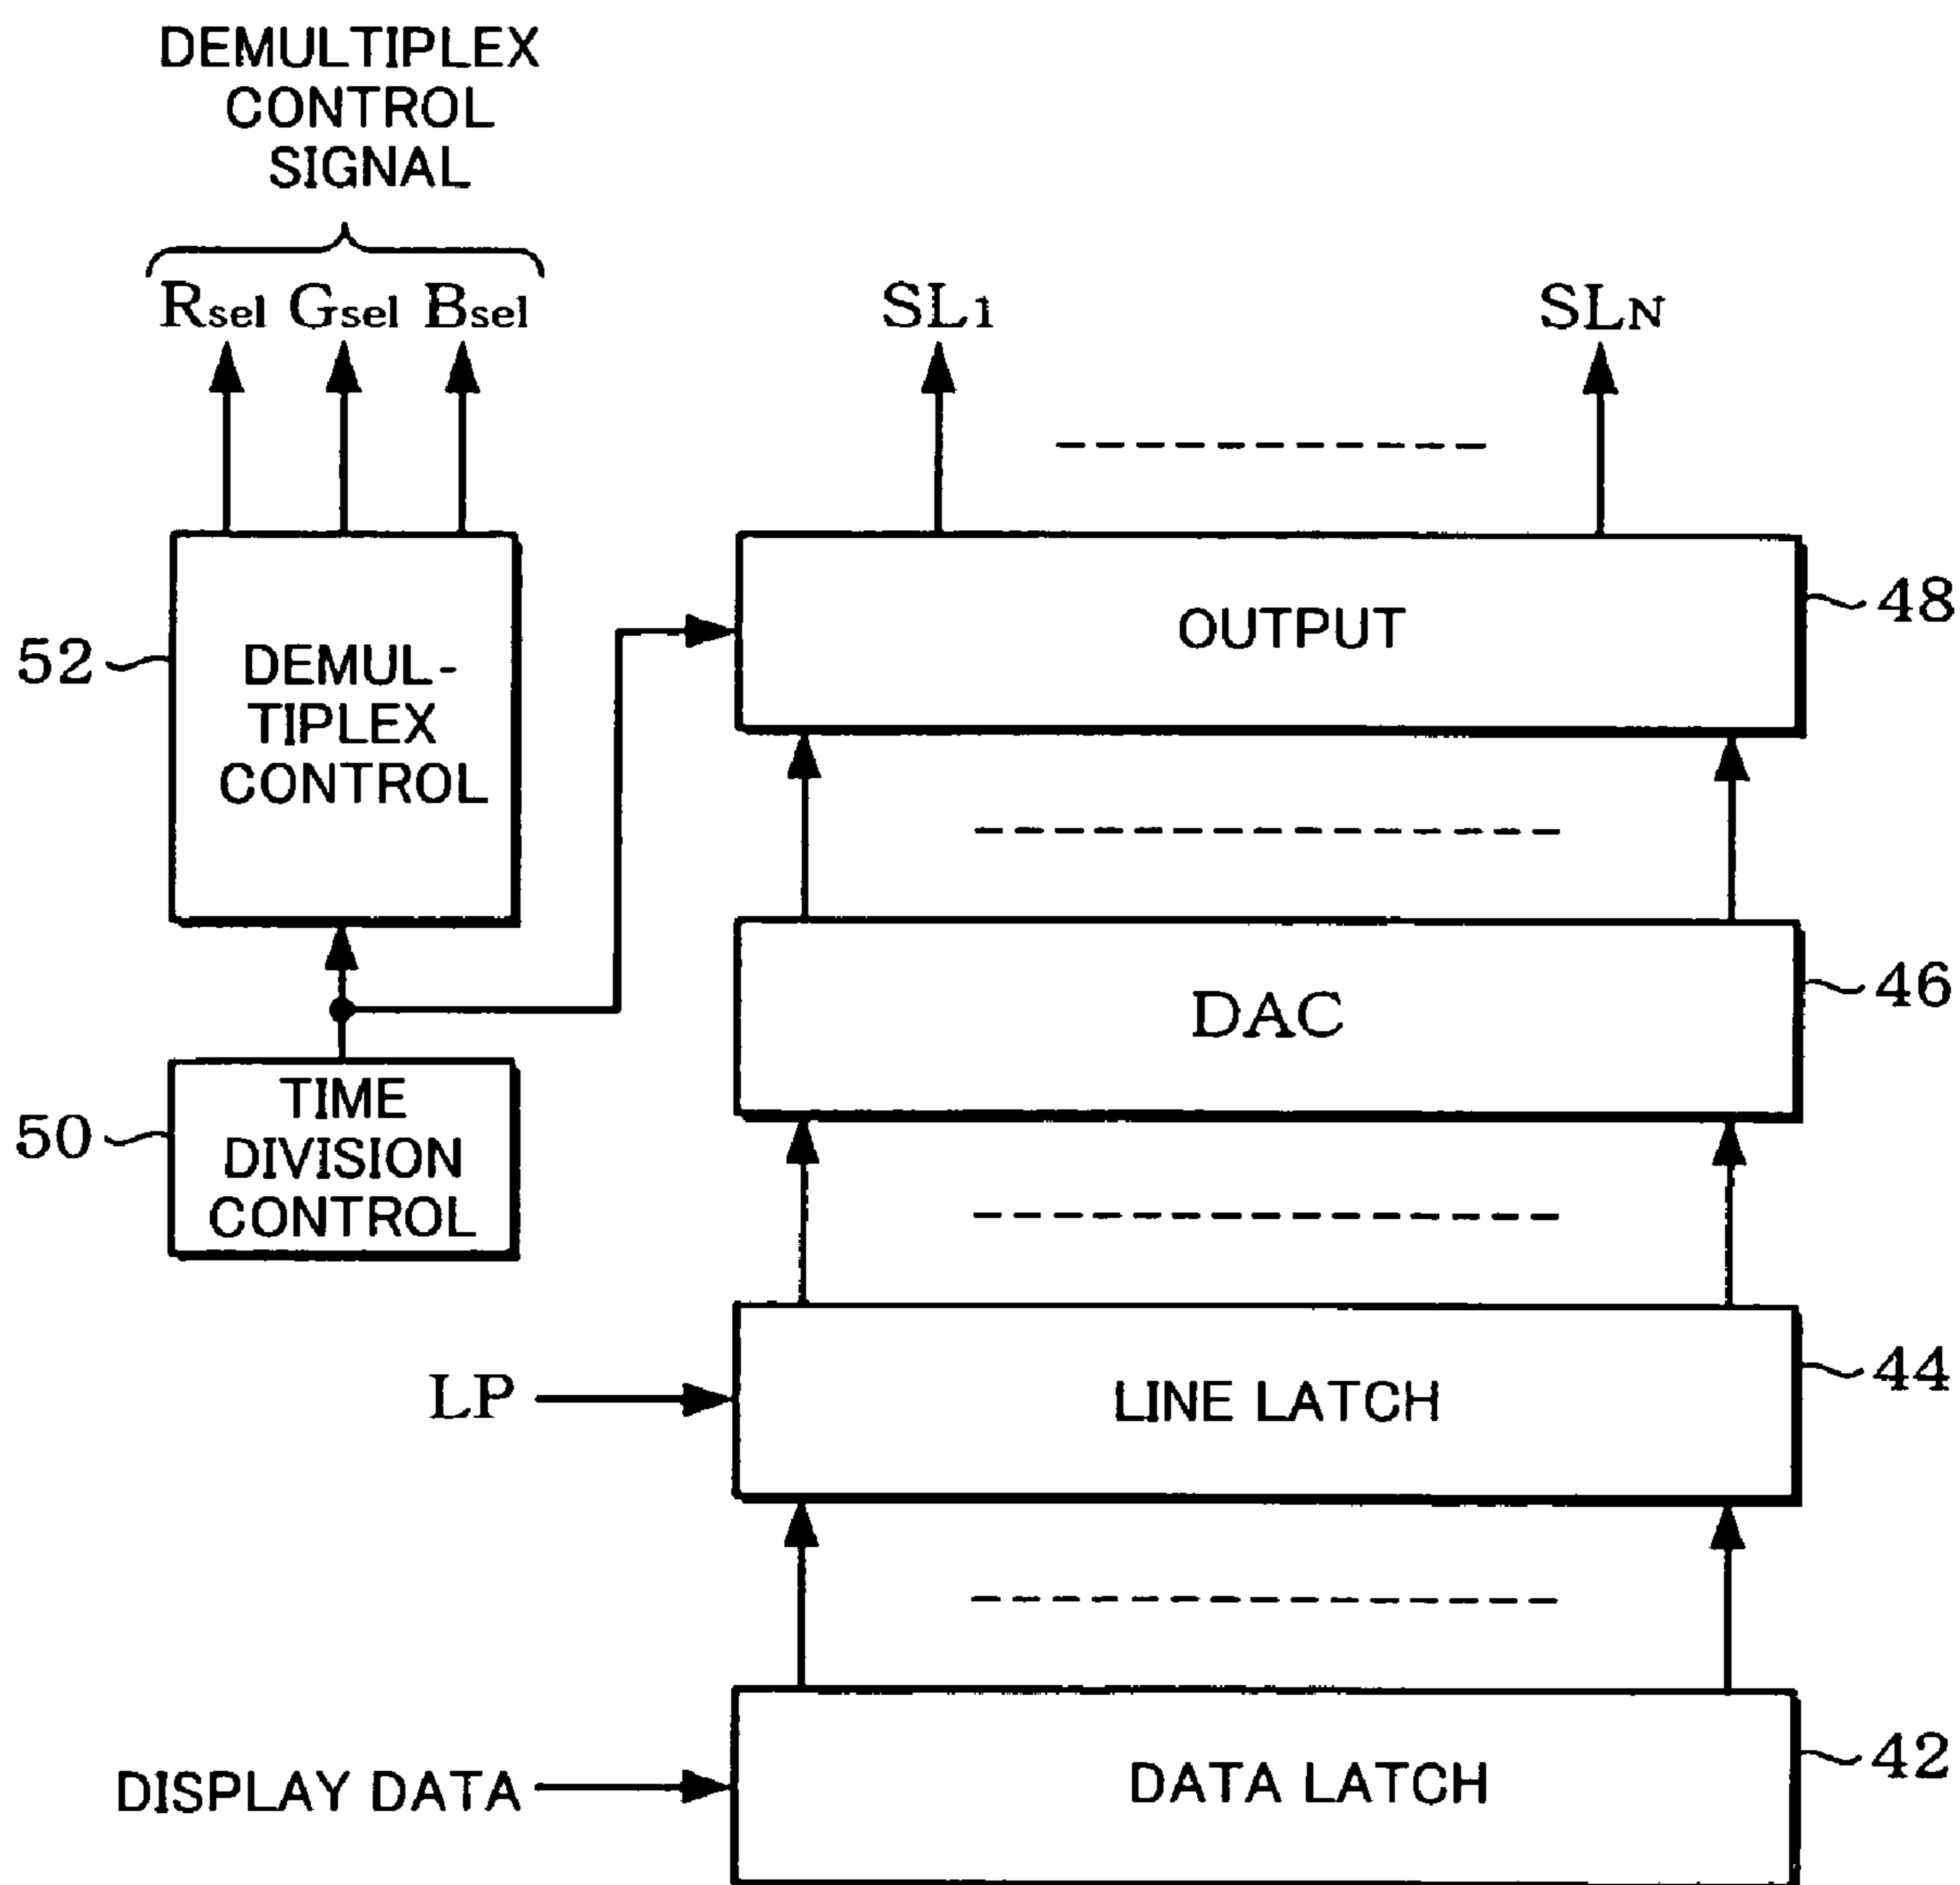 DEMULTIPLEX
CONTROL
SIGNAL
Rsel Gsel Bsel
SL1
SLN
52
DEMUL-
TIPLEX
CONTROL
OUTPUT
48
DAC
46
50
TIME
DIVISION
CONTROL
LP
LINE LATCH
44
DISPLAY DATA
DATA LATCH
42